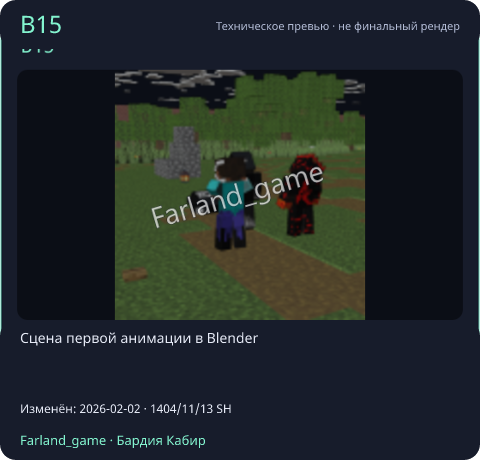 B15
Техническое превью · не финальный рендер
B15
Farland_game
Сцена первой анимации в Blender
Изменён: 2026-02-02 · 1404/11/13 SH
Farland_game · Бардия Кабир